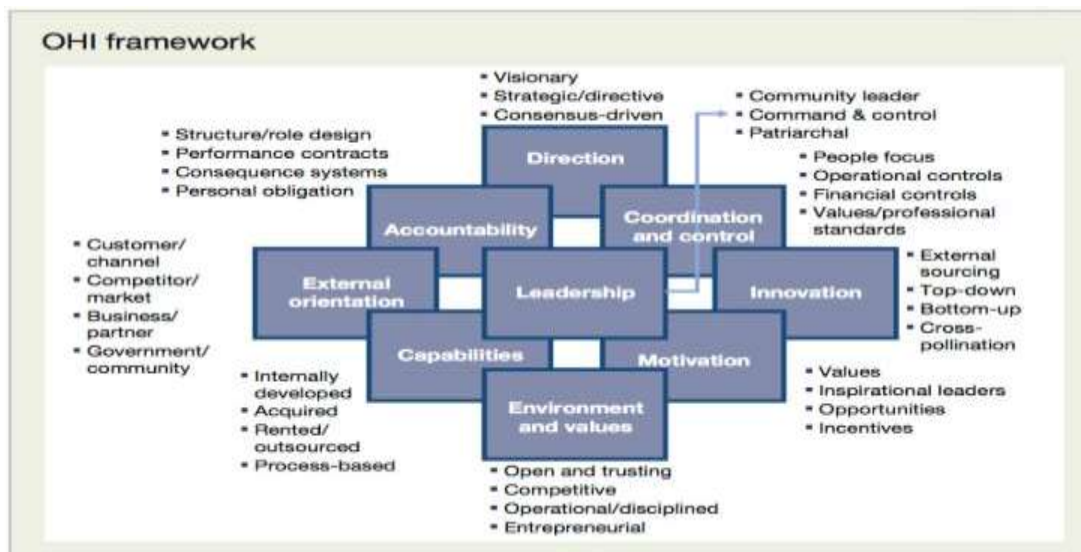 OHI framework
▪ Visionary
▪ Strategic/directive
▪ Consensus-driven
▪ Community leader
▪ Command & control
▪ Patriarchal
▪ Structure/role design
▪ Performance contracts
▪ Consequence systems
▪ Personal obligation
Direction
▪ People focus
▪ Operational controls
▪ Financial controls
▪ Values/professional
standards
Accountability
Coordination
and control
▪ Customer/
channel
▪ Competitor/
market
▪ Business/
partner
▪ Government/
community
External
orientation
Leadership
Innovation
▪ External
sourcing
▪ Top-down
▪ Bottom-up
▪ Cross-
pollination
Capabilities
Motivation
▪ Internally
developed
▪ Acquired
▪ Rented/
outsourced
▪ Process-based
Environment
and values
▪ Values
▪ Inspirational leaders
▪ Opportunities
▪ Incentives
▪ Open and trusting
▪ Competitive
▪ Operational/disciplined
▪ Entrepreneurial